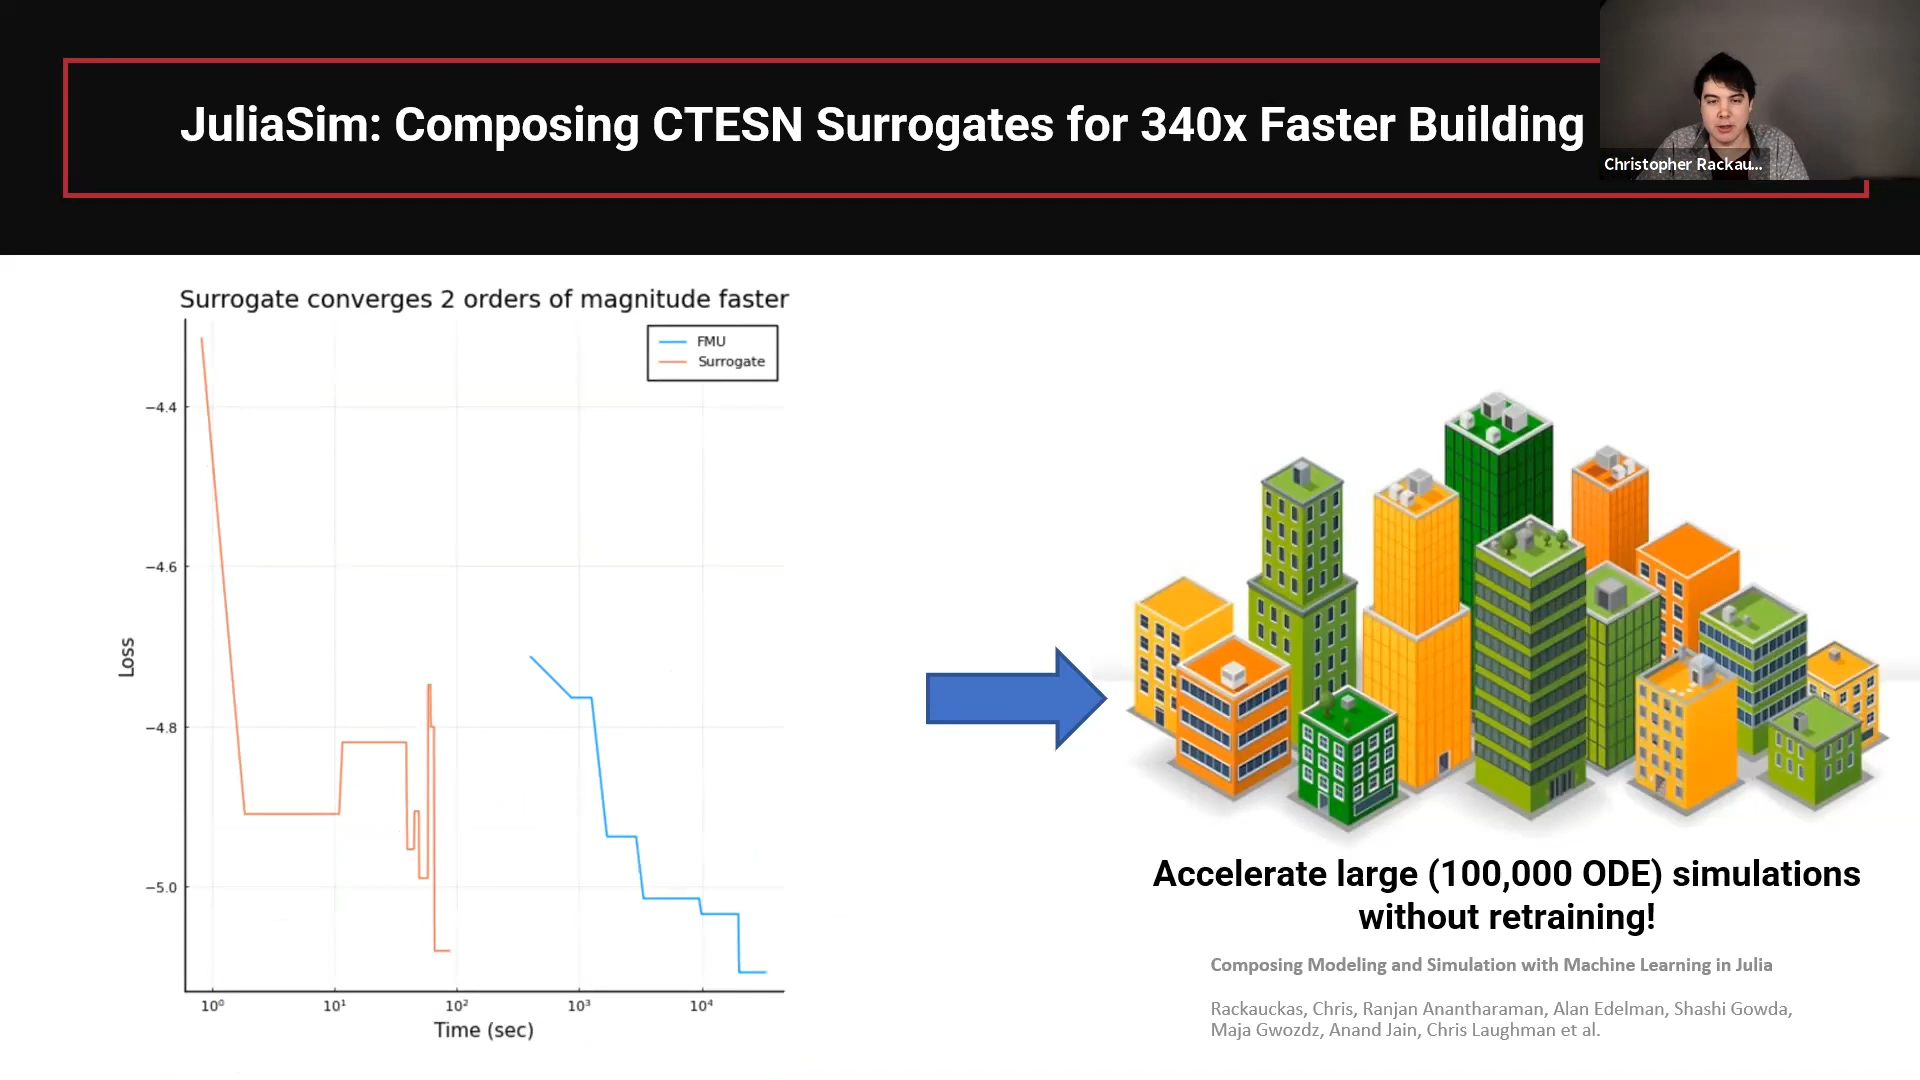 JuliaSim: Composing CTESN Surrogates for 340x Faster Building
Christopher Rackau...
Surrogate converges 2 orders of magnitude faster
FMU
Surrogate
−4.4
−4.6
−4.8
−5.0
Loss
10⁰ 10¹ 10² 10³ 10⁴
Time (sec)
Accelerate large (100,000 ODE) simulations
without retraining!
Composing Modeling and Simulation with Machine Learning in Julia
Rackauckas, Chris, Ranjan Anantharaman, Alan Edelman, Shashi Gowda,
Maja Gwozdz, Anand Jain, Chris Laughman et al.